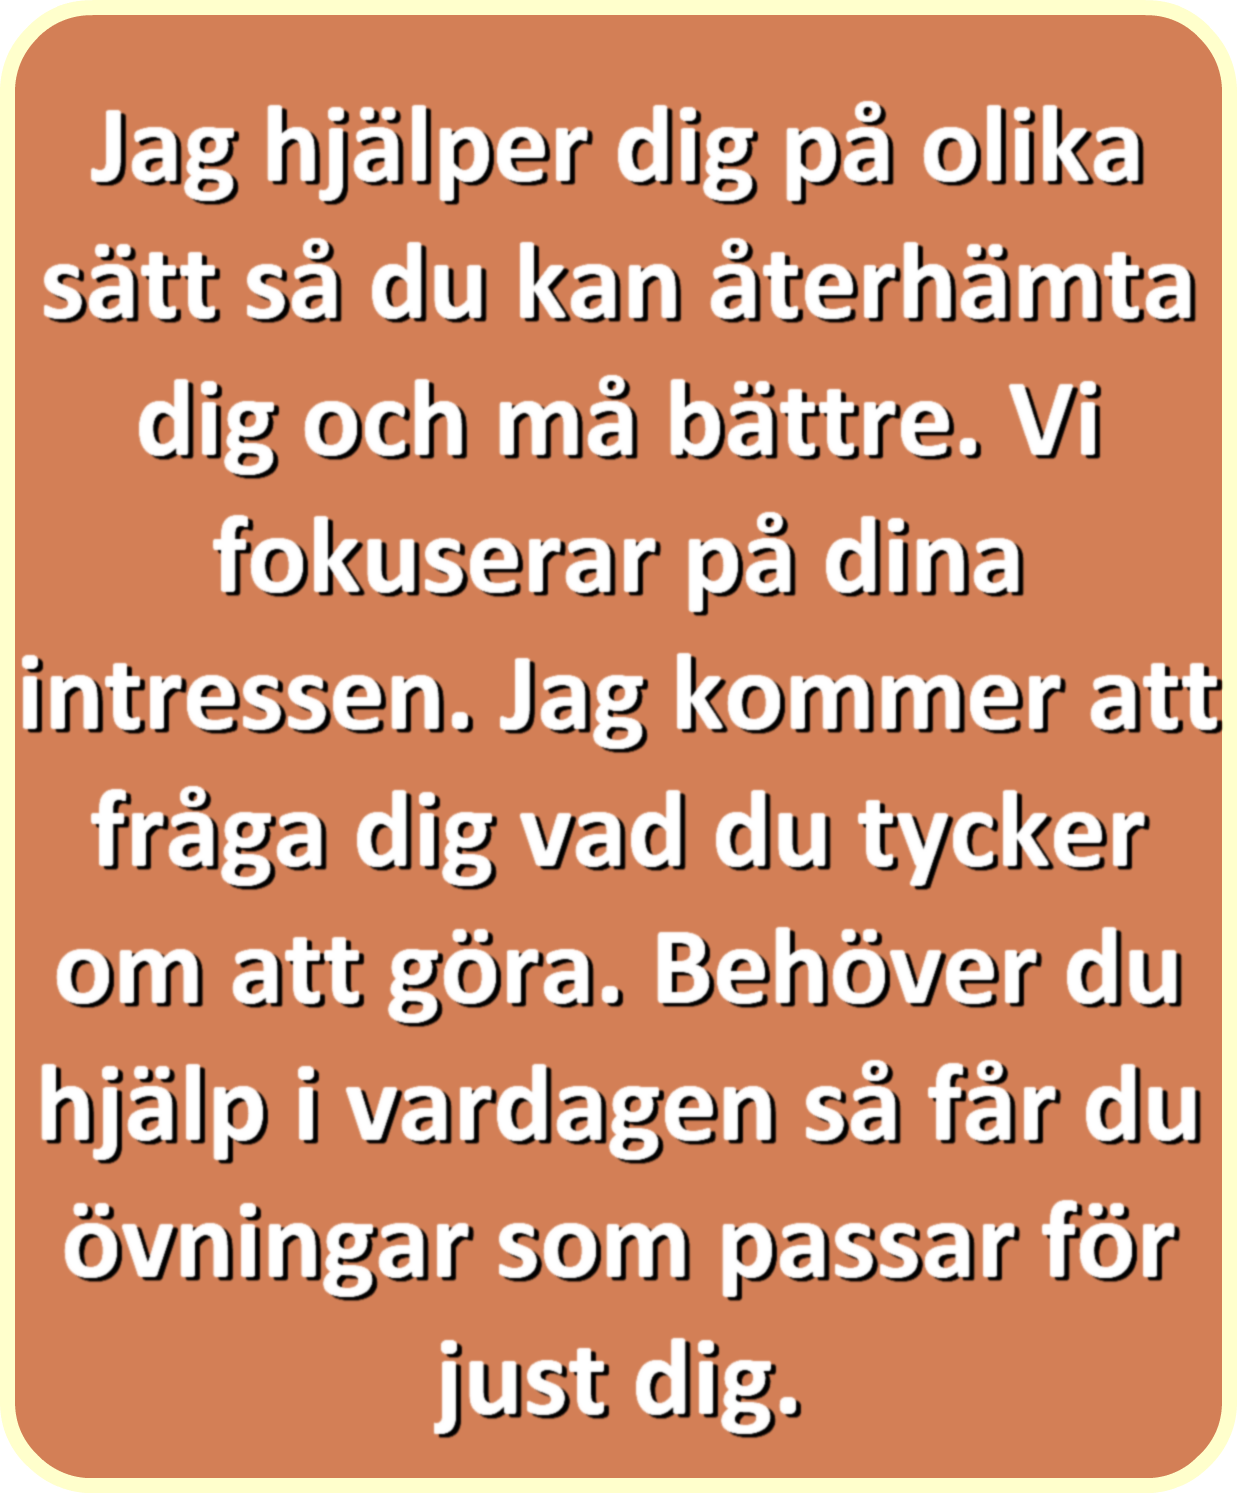 Jag hjälper dig på olika
sätt så du kan återhämta
dig och må bättre. Vi
fokuserar på dina
intressen. Jag kommer att
fråga dig vad du tycker
om att göra. Behöver du
hjälp i vardagen så får du
övningar som passar för
just dig.